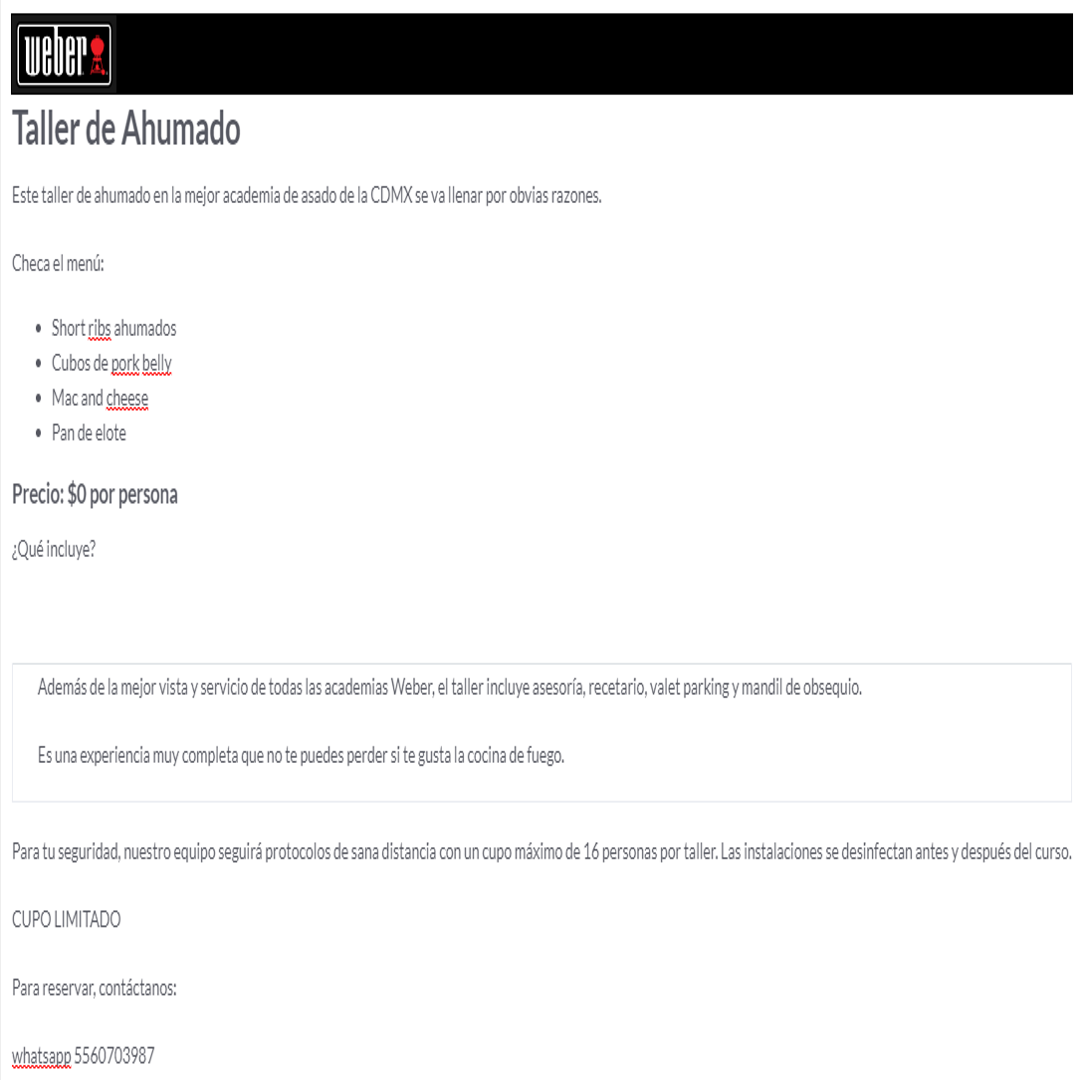 weber
Taller de Ahumado
Este taller de ahumado en la mejor academia de asado de la CDMX se va llenar por obvias razones.
Checa el menú:
• Short ribs ahumados
• Cubos de pork belly
• Mac and cheese
• Pan de elote
Precio: $0 por persona
¿Qué incluye?
Además de la mejor vista y servicio de todas las academias Weber, el taller incluye asesoría, recetario, valet parking y mandil de obsequio.
Es una experiencia muy completa que no te puedes perder si te gusta la cocina de fuego.
Para tu seguridad, nuestro equipo seguirá protocolos de sana distancia con un cupo máximo de 16 personas por taller. Las instalaciones se desinfectan antes y después del curso.
CUPO LIMITADO
Para reservar, contáctanos:
whatsapp 5560703987